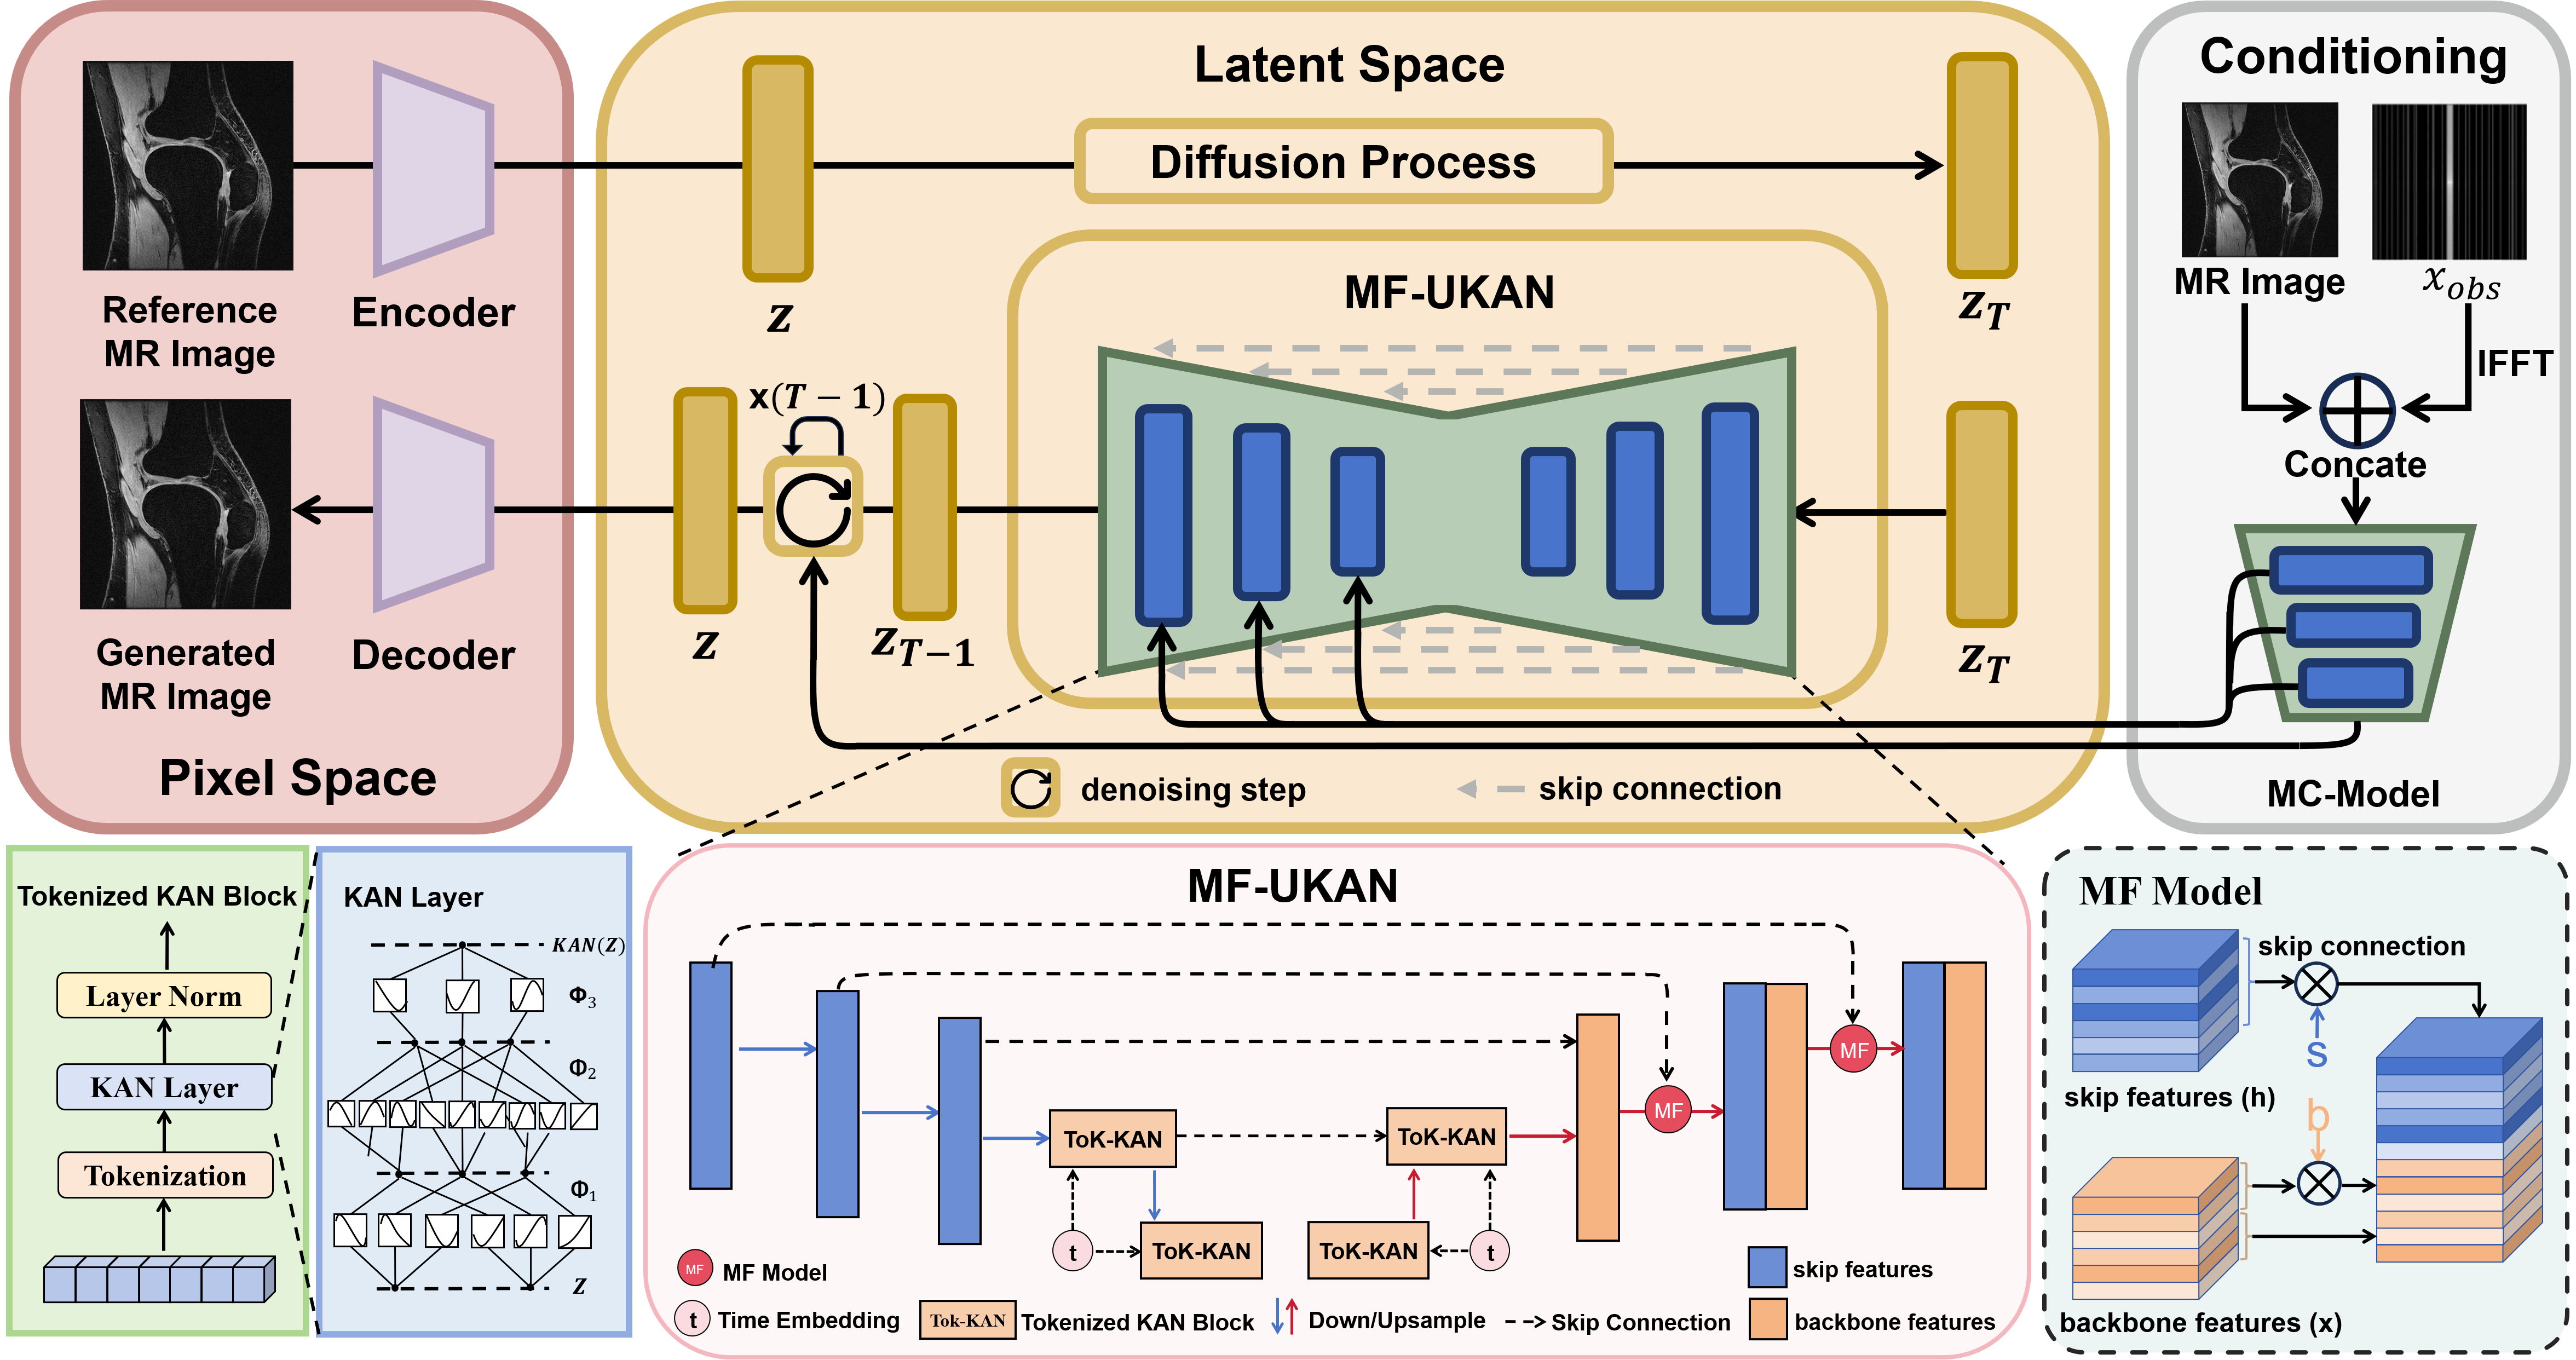 Reference
MR Image
Encoder
Generated
MR Image
Decoder
Pixel Space
Latent Space
Diffusion Process
z
z_T
MF-UKAN
x(T − 1)
z
z_{T−1}
z_T
denoising step
skip connection
Conditioning
MR Image
x_{obs}
IFFT
Concate
MC-Model
Tokenized KAN Block
Layer Norm
KAN Layer
Tokenization
KAN Layer
KAN(Z)
Φ_3
Φ_2
Φ_1
Z
MF-UKAN
MF
MF
ToK-KAN
ToK-KAN
t
ToK-KAN
ToK-KAN
t
MF
MF Model
skip features
t
Time Embedding
Tok-KAN
Tokenized KAN Block
Down/Upsample
Skip Connection
backbone features
MF Model
skip connection
s
skip features (h)
b
backbone features (x)